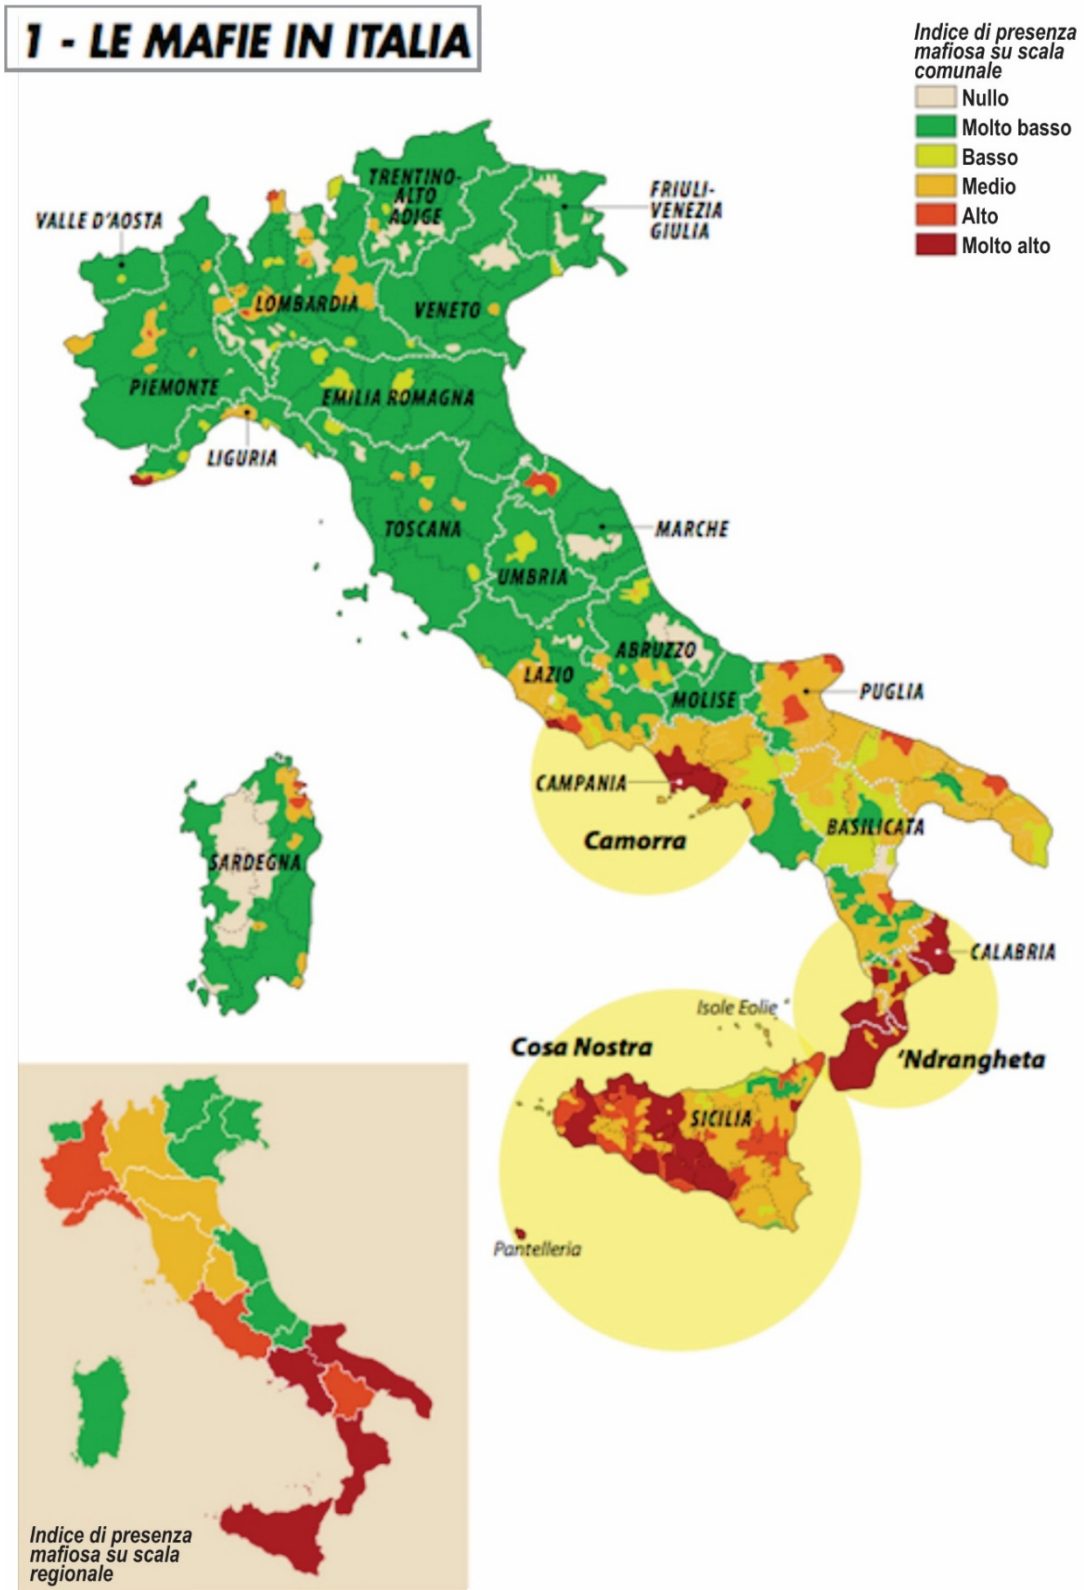 1 - LE MAFIE IN ITALIA
Indice di presenza
mafiosa su scala
comunale
Nullo
Molto basso
Basso
Medio
Alto
Molto alto
TRENTINO-
ALTO
ADIGE
FRIULI-
VENEZIA
GIULIA
VALLE D'AOSTA
LOMBARDIA
VENETO
PIEMONTE
EMILIA ROMAGNA
LIGURIA
TOSCANA
MARCHE
UMBRIA
ABRUZZO
LAZIO
MOLISE
PUGLIA
CAMPANIA
Camorra
BASILICATA
SARDEGNA
CALABRIA
Isole Eolie
Cosa Nostra
'Ndrangheta
SICILIA
Pantelleria
Indice di presenza
mafiosa su scala
regionale